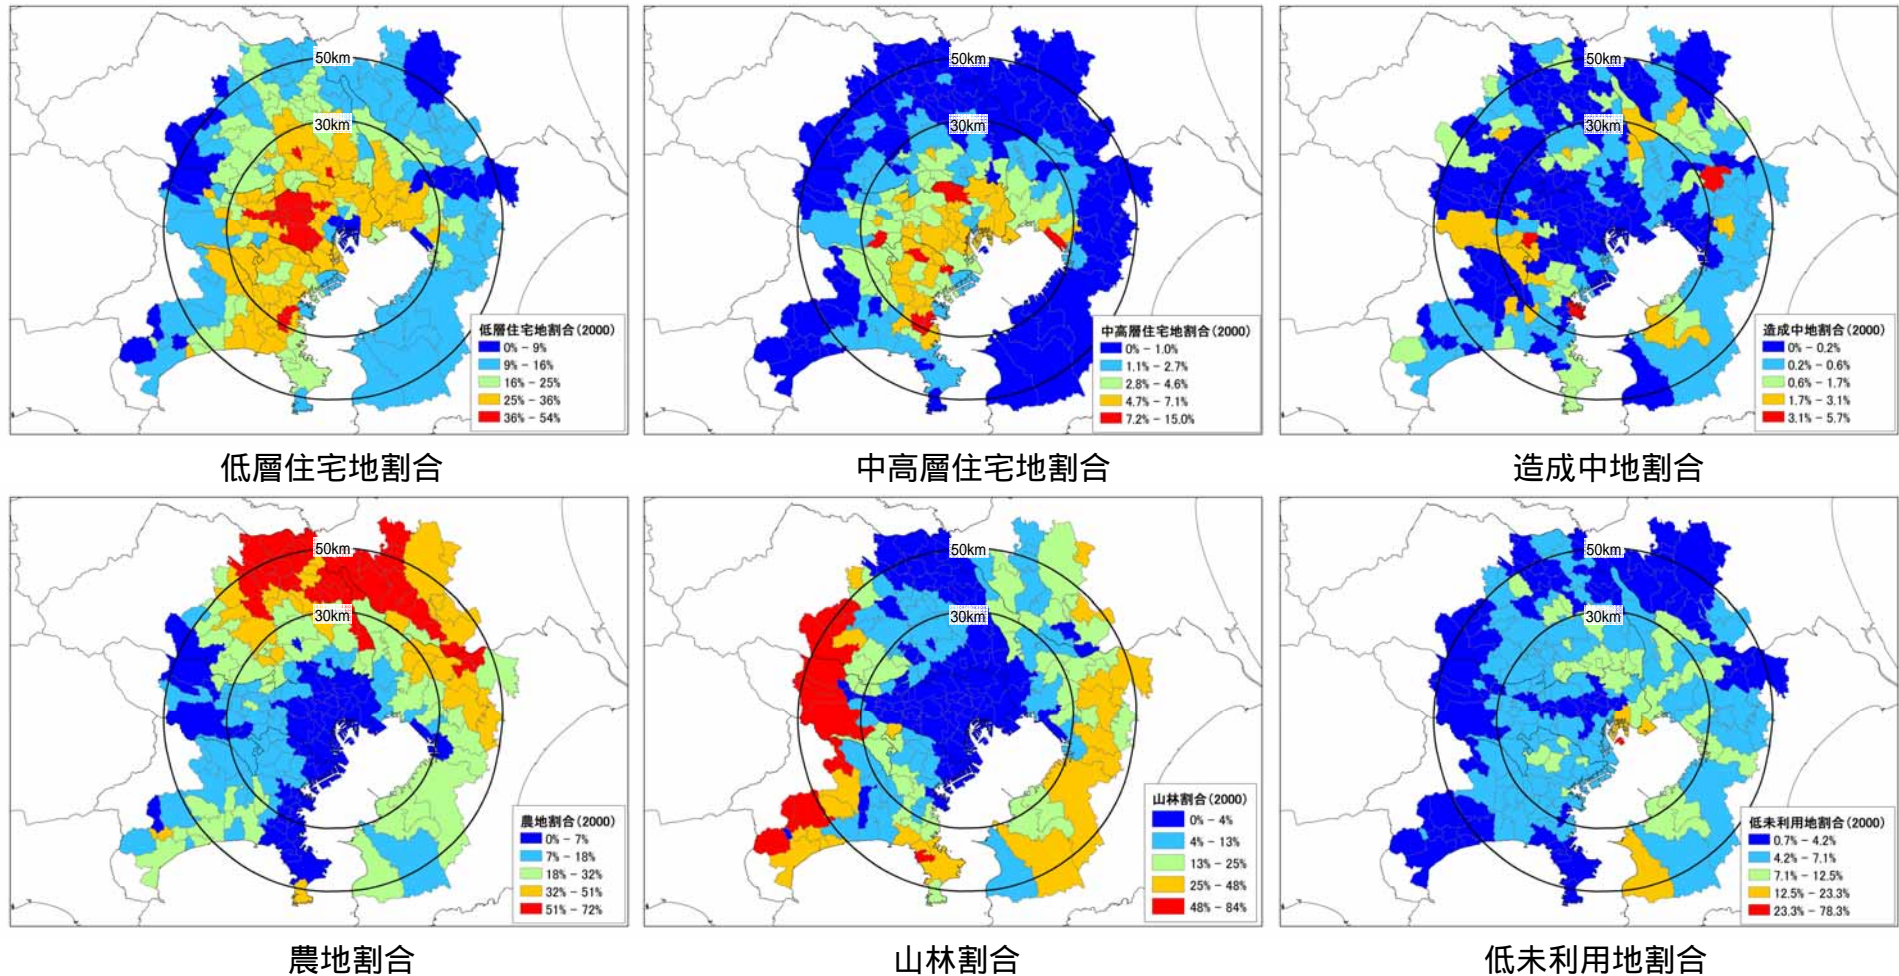 50km
30km
低層住宅地割合(2000)
0% - 9%
9% - 16%
16% - 25%
25% - 36%
36% - 54%
低層住宅地割合
50km
30km
中高層住宅地割合(2000)
0% - 1.0%
1.1% - 2.7%
2.8% - 4.6%
4.7% - 7.1%
7.2% - 15.0%
中高層住宅地割合
50km
30km
造成中地割合(2000)
0% - 0.2%
0.2% - 0.6%
0.6% - 1.7%
1.7% - 3.1%
3.1% - 5.7%
造成中地割合
50km
30km
農地割合(2000)
0% - 7%
7% - 18%
18% - 32%
32% - 51%
51% - 72%
農地割合
50km
30km
山林割合(2000)
0% - 4%
4% - 13%
13% - 25%
25% - 48%
48% - 84%
山林割合
50km
30km
低未利用地割合(2000)
0.7% - 4.2%
4.2% - 7.1%
7.1% - 12.5%
12.5% - 23.3%
23.3% - 78.3%
低未利用地割合